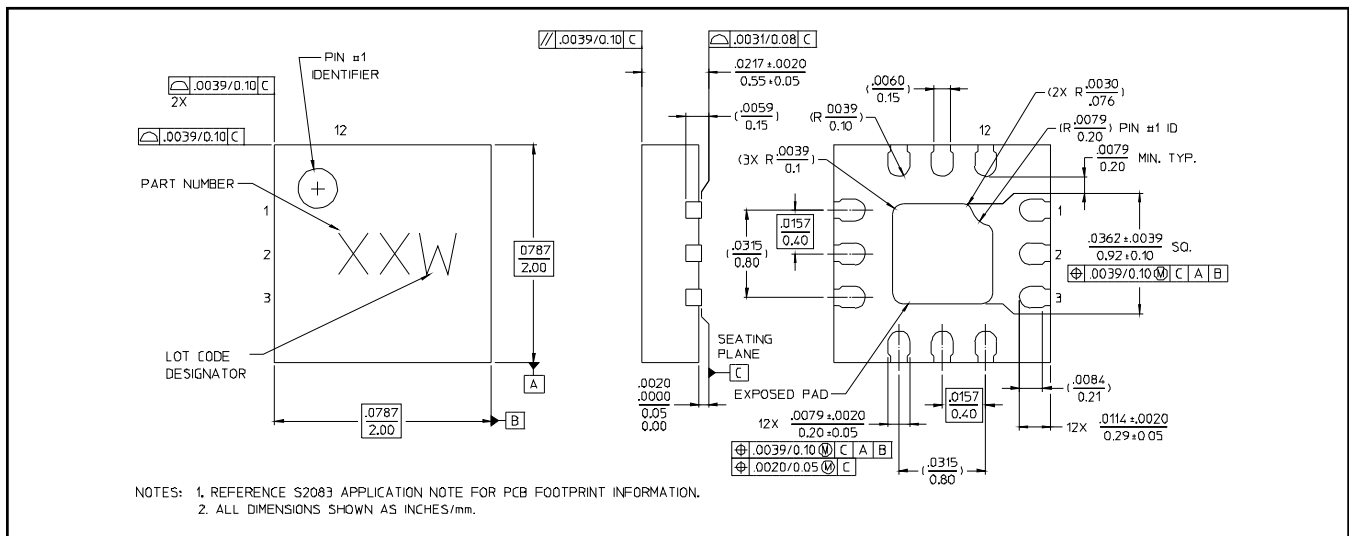 // .0039/0.10 C
⌓ .0031/0.08 C
PIN #1
IDENTIFIER
.0217±.0020
0.55±0.05
⌓ .0039/0.10 C
2X
(.0059
0.15)
(.0060
0.15)
(2X R .0030
.076)
(R .0039
0.10)
(R .0079
0.20) PIN #1 ID
⌓ .0039/0.10 C
12
12
.0079
0.20 MIN. TYP.
(3X R .0039
0.1)
PART NUMBER
1
2
3
XXW
.0787
2.00
(.0315
0.80)
.0157
0.40
1
2
3
.0362±.0039
0.92±0.10 SQ.
⌖ .0039/0.10 Ⓜ C A B
LOT CODE
DESIGNATOR
SEATING
PLANE
C
A
.0787
2.00
B
.0020
.0000
0.05
0.00
EXPOSED PAD
.0157
0.40
(.0084
0.21)
12X .0079±.0020
0.20±0.05
12X .0114±.0020
0.29±0.05
⌖ .0039/0.10 Ⓜ C A B
⌖ .0020/0.05 Ⓜ C
(.0315
0.80)
NOTES: 1. REFERENCE S2083 APPLICATION NOTE FOR PCB FOOTPRINT INFORMATION.
2. ALL DIMENSIONS SHOWN AS INCHES/mm.